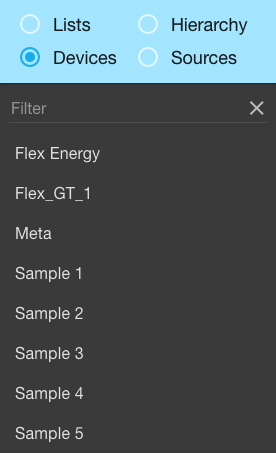 Lists Hierarchy
Devices Sources
Filter
Flex Energy
Flex_GT_1
Meta
Sample 1
Sample 2
Sample 3
Sample 4
Sample 5